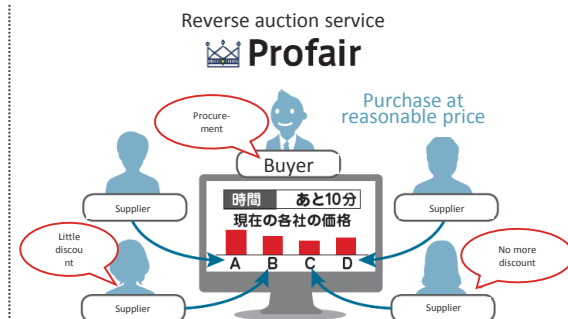 Reverse auction service
Profair
Purchase at
reasonable price
Procure-
ment
Buyer
Supplier
Supplier
時間 あと10分
現在の各社の価格
Little
discou
nt
No more
discount
A B C D
Supplier
Supplier